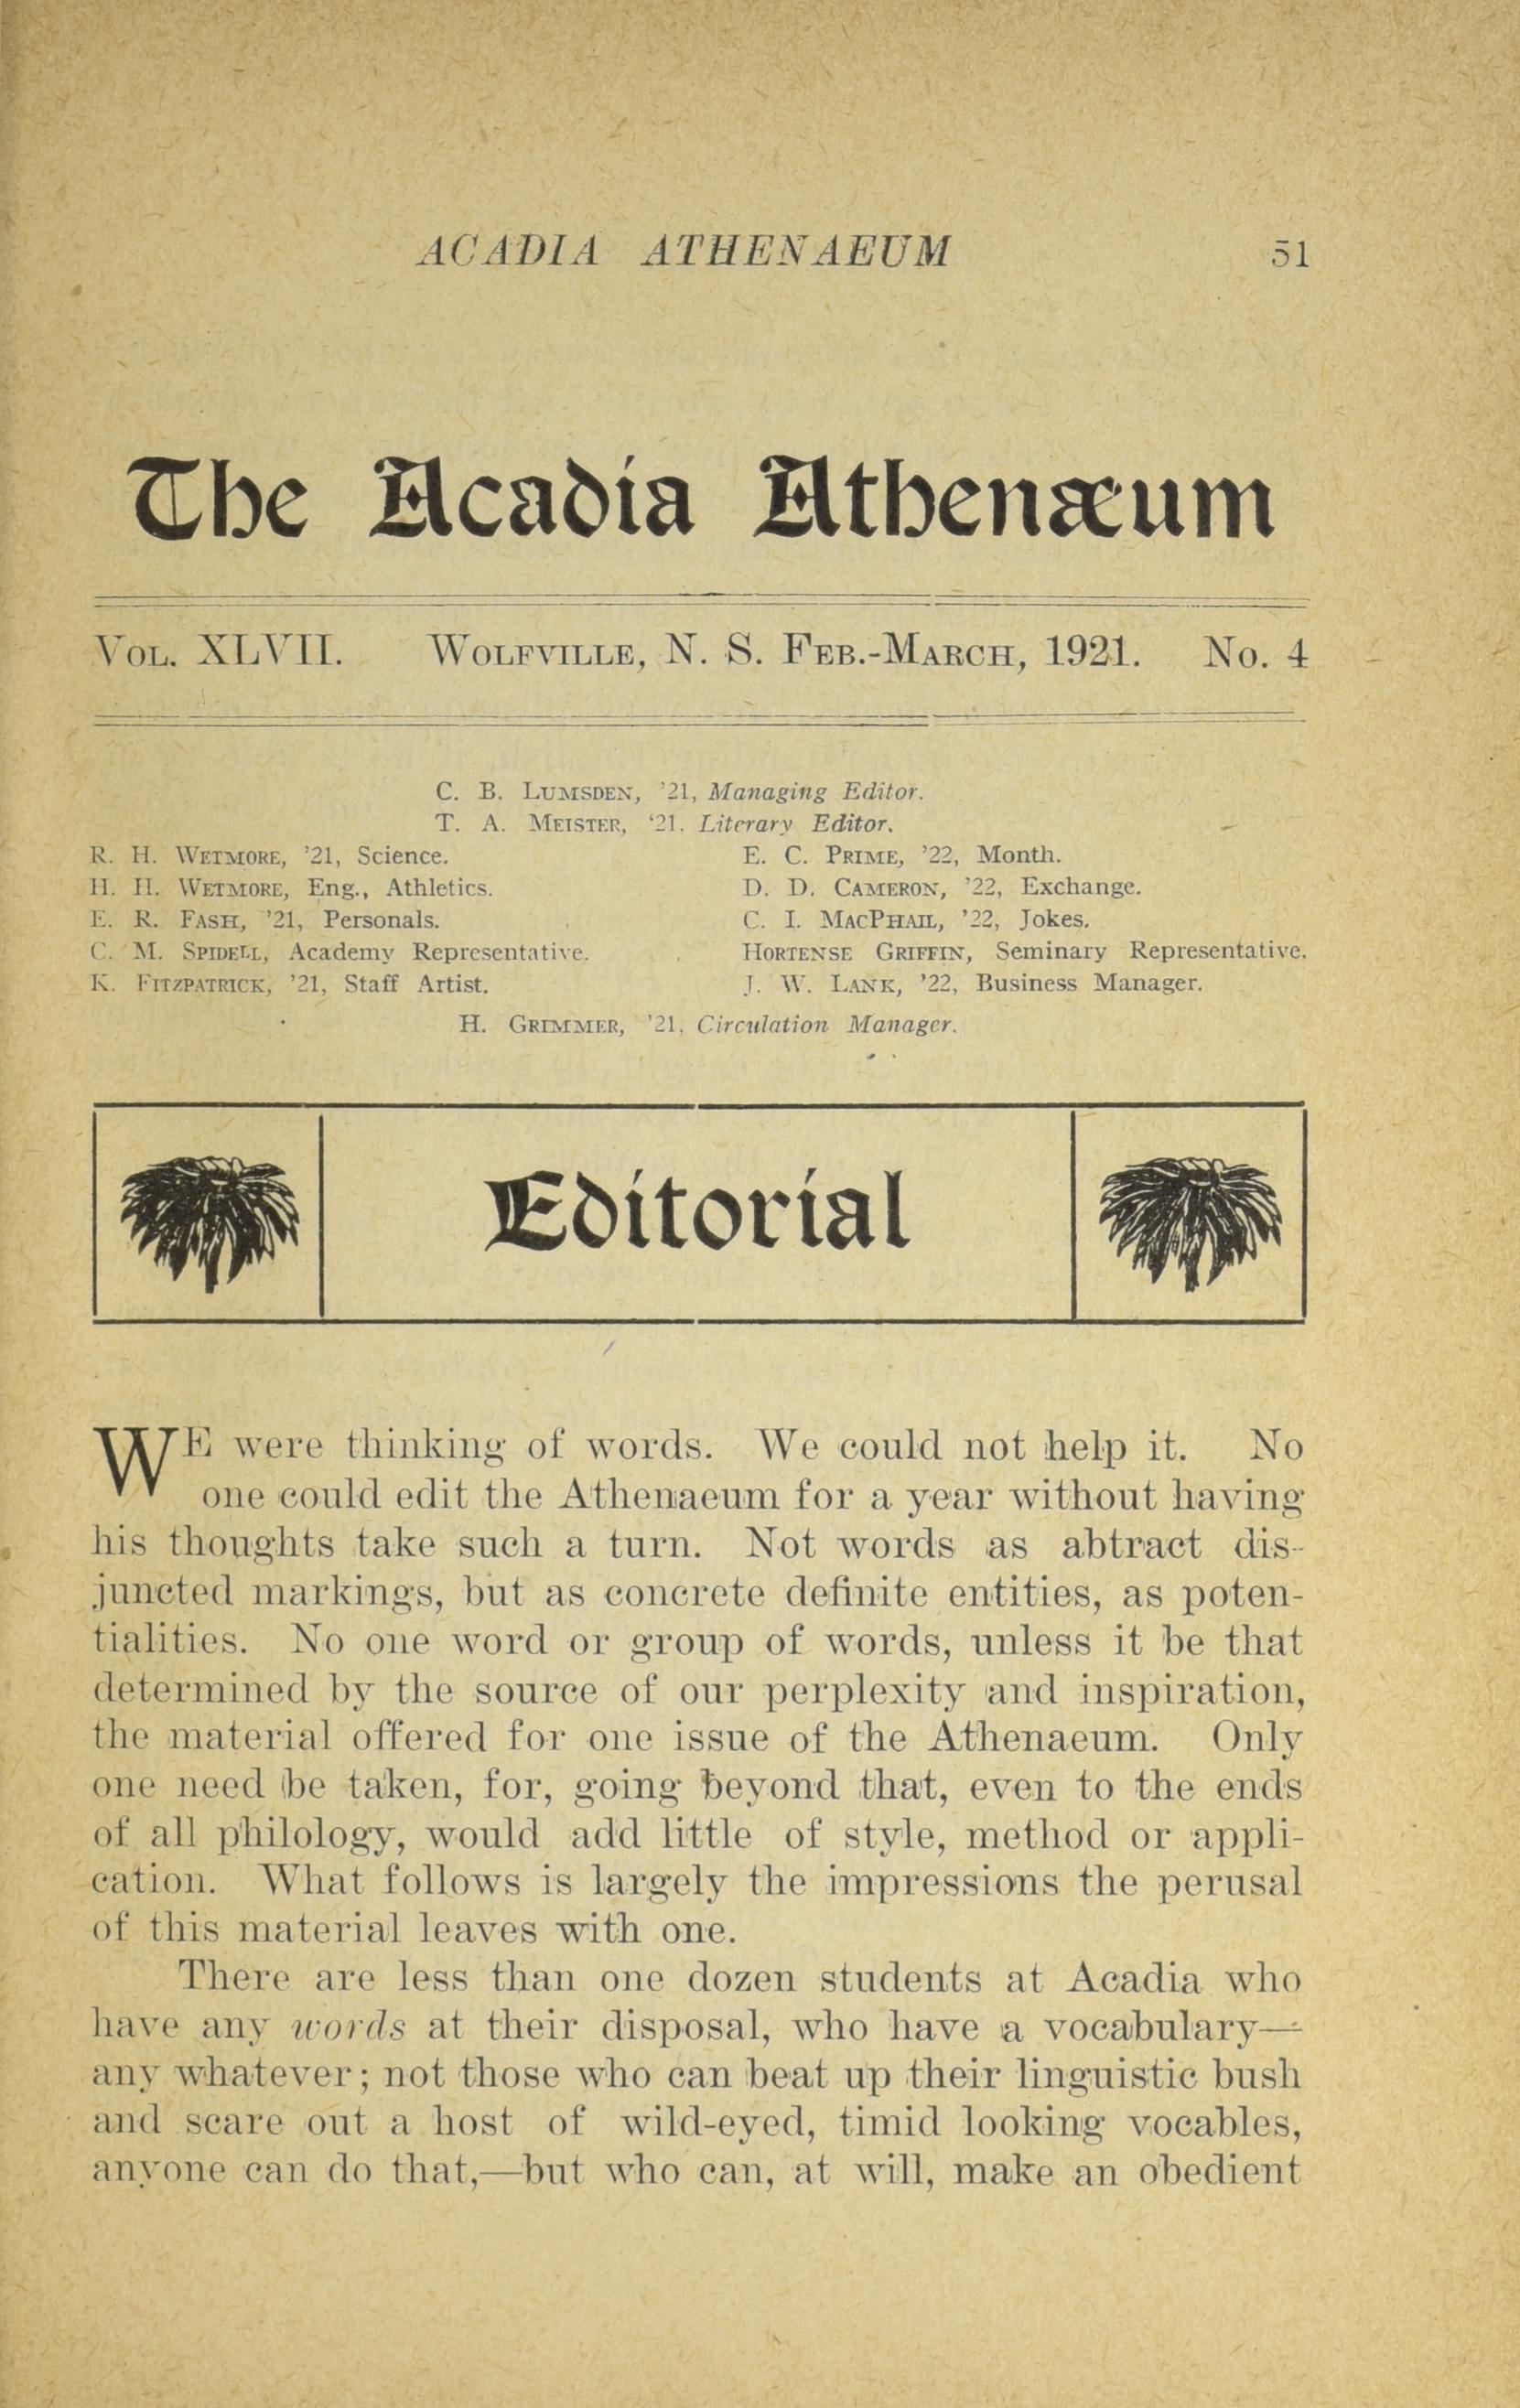 ACADIA ATHENAEUM 51
The Acadia Athenæum
VOL. XLVII. WOLFVILLE, N. S. FEB.-MARCH, 1921. No. 4
C. B. LUMSDEN, '21, Managing Editor.
T. A. MEISTER, '21. Literary Editor.
R. H. WETMORE, '21, Science. E. C. PRIME, '22, Month.
H. H. WETMORE, Eng., Athletics. D. D. CAMERON, '22, Exchange.
E. R. FASH, '21, Personals. C. I. MACPHAIL, '22, Jokes.
C. M. SPIDELL, Academy Representative. HORTENSE GRIFFIN, Seminary Representative.
K. FITZPATRICK, '21, Staff Artist. J. W. LANK, '22, Business Manager.
H. GRIMMER, '21, Circulation Manager.
Editorial
WE were thinking of words. We could not help it. No
one could edit the Athenaeum for a year without having
his thoughts take such a turn. Not words as abtract dis-
juncted markings, but as concrete definite entities, as poten-
tialities. No one word or group of words, unless it be that
determined by the source of our perplexity and inspiration,
the material offered for one issue of the Athenaeum. Only
one need be taken, for, going beyond that, even to the ends
of all philology, would add little of style, method or appli-
cation. What follows is largely the impressions the perusal
of this material leaves with one.
There are less than one dozen students at Acadia who
have any words at their disposal, who have a vocabulary—
any whatever; not those who can beat up their linguistic bush
and scare out a host of wild-eyed, timid looking vocables,
anyone can do that,—but who can, at will, make an obedient